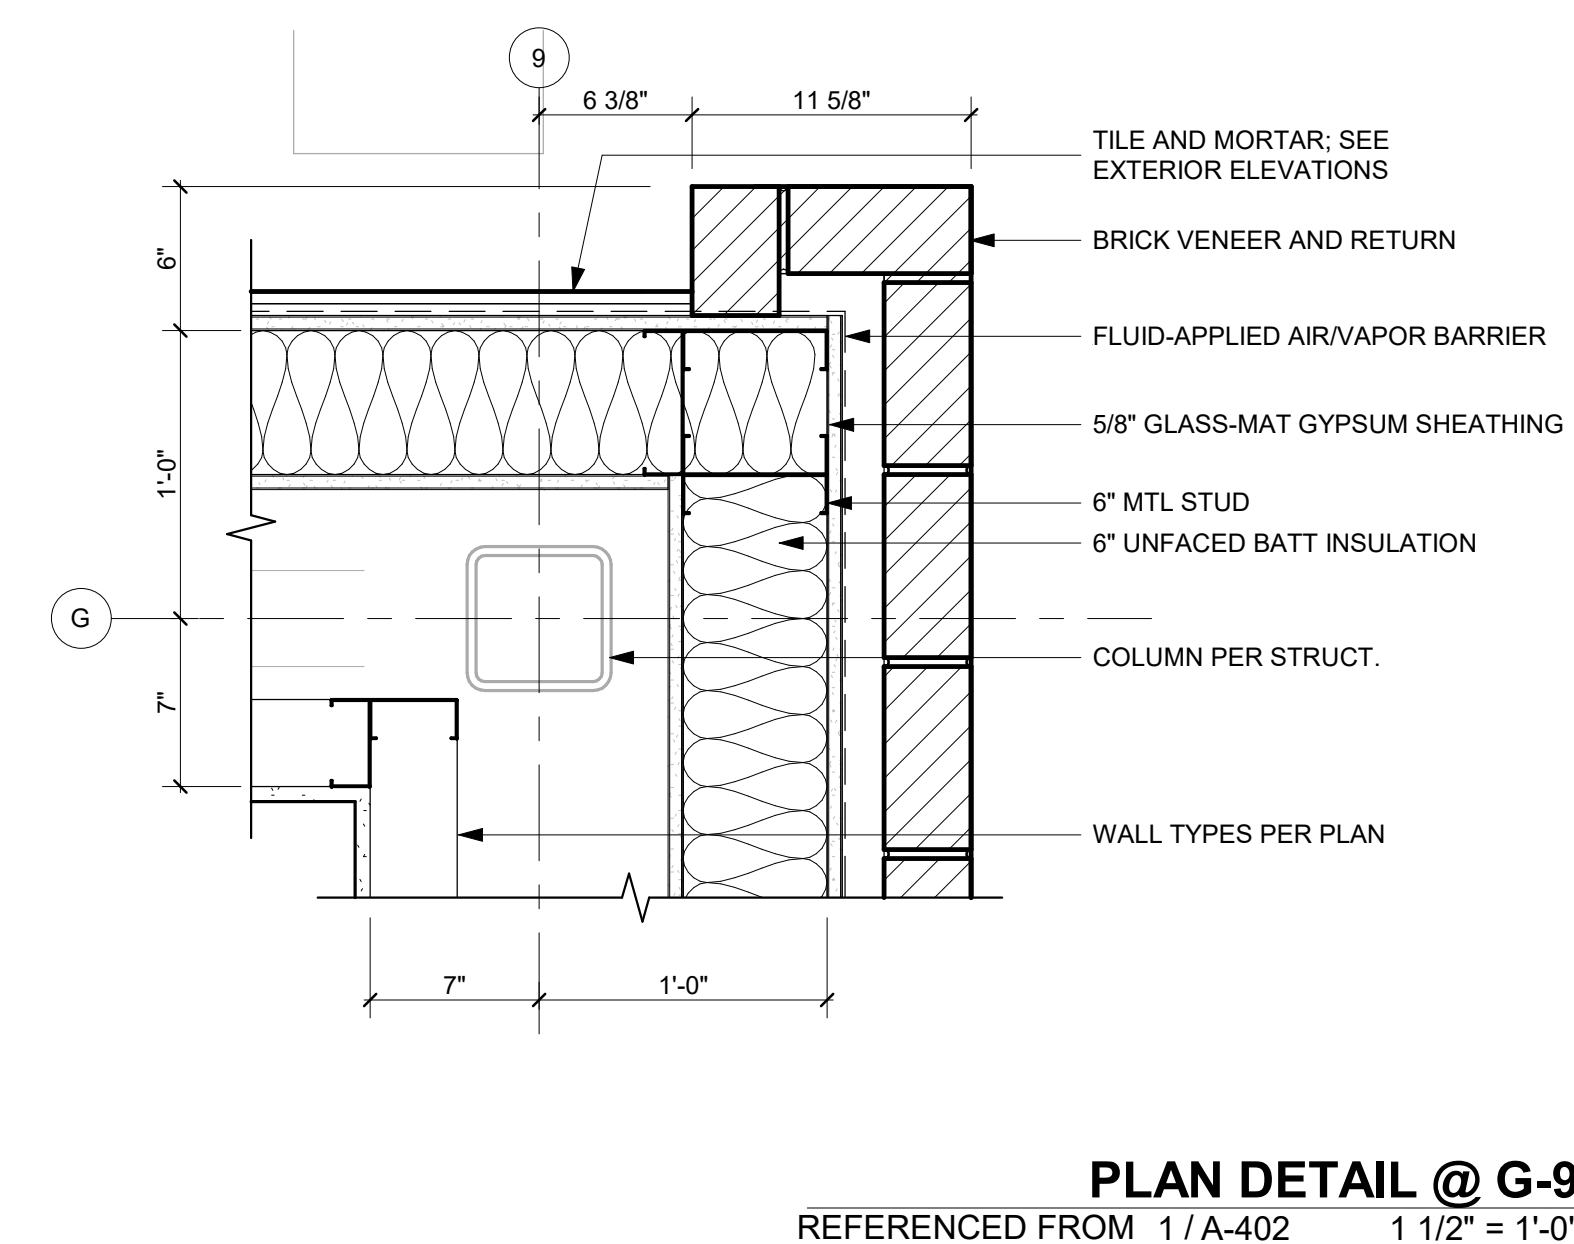 9
6 3/8"
11 5/8"
TILE AND MORTAR; SEE
EXTERIOR ELEVATIONS
BRICK VENEER AND RETURN
6"
FLUID-APPLIED AIR/VAPOR BARRIER
5/8" GLASS-MAT GYPSUM SHEATHING
1'-0"
6" MTL STUD
6" UNFACED BATT INSULATION
G
COLUMN PER STRUCT.
7"
WALL TYPES PER PLAN
7"
1'-0"
PLAN DETAIL @ G-9
REFERENCED FROM 1 / A-402 1 1/2" = 1'-0"